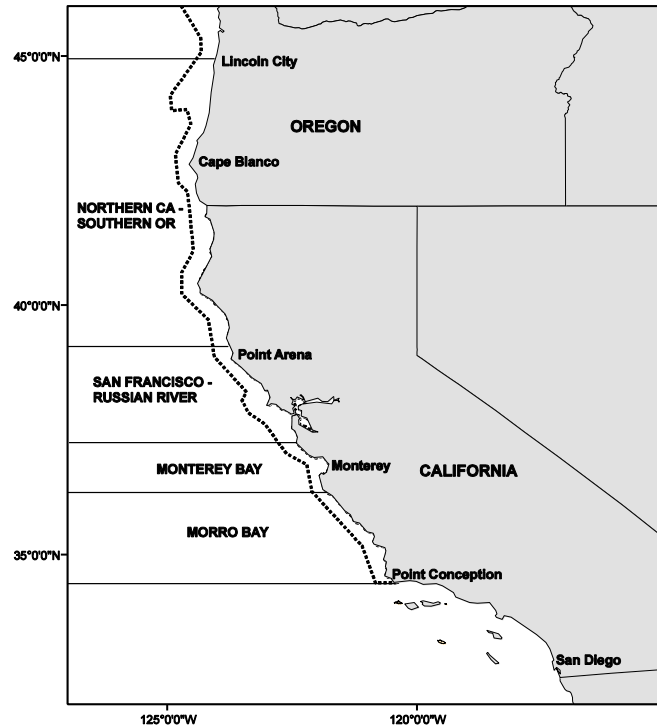 45°0'0"N
Lincoln City
OREGON
Cape Blanco
NORTHERN CA -
SOUTHERN OR
40°0'0"N
Point Arena
SAN FRANCISCO -
RUSSIAN RIVER
Monterey
MONTEREY BAY
CALIFORNIA
MORRO BAY
35°0'0"N
Point Conception
San Diego
125°0'0"W
120°0'0"W